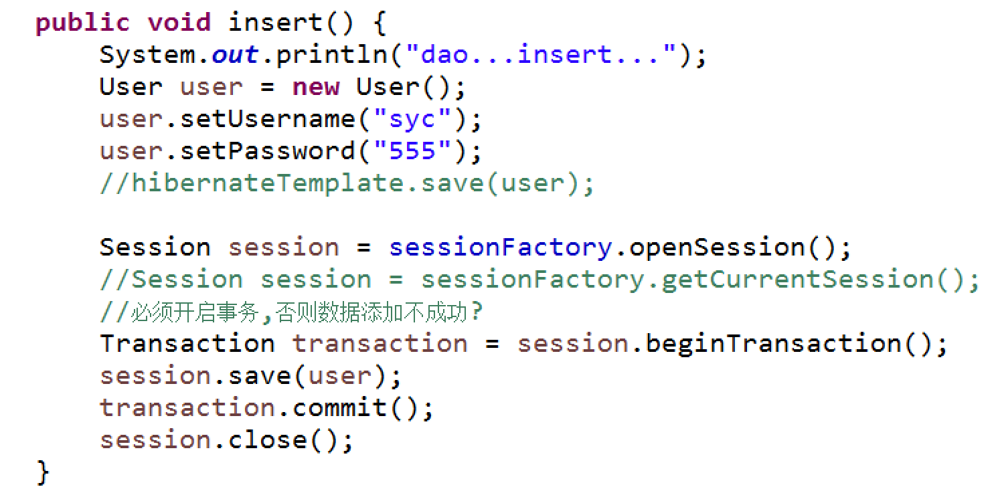 public void insert() {
System.out.println("dao...insert...");
User user = new User();
user.setUsername("syc");
user.setPassword("555");
//hibernateTemplate.save(user);
Session session = sessionFactory.openSession();
//Session session = sessionFactory.getCurrentSession();
//必须开启事务,否则数据添加不成功?
Transaction transaction = session.beginTransaction();
session.save(user);
transaction.commit();
session.close();
}